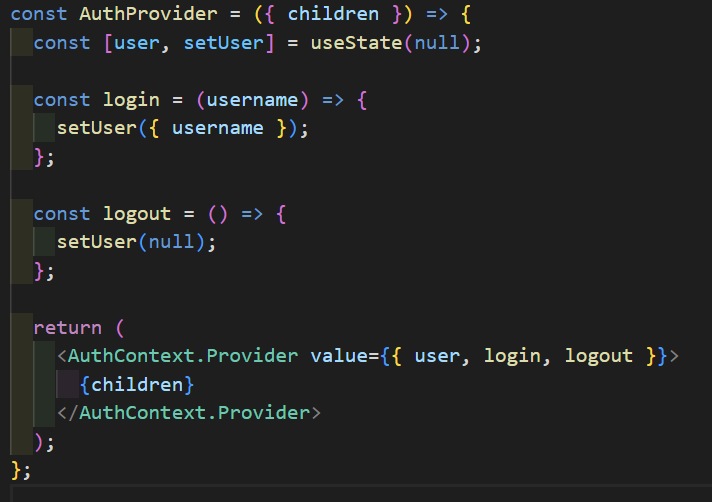 const AuthProvider = ({ children }) => {
  const [user, setUser] = useState(null);

  const login = (username) => {
    setUser({ username });
  };

  const logout = () => {
    setUser(null);
  };

  return (
    <AuthContext.Provider value={{ user, login, logout }}>
      {children}
    </AuthContext.Provider>
  );
};